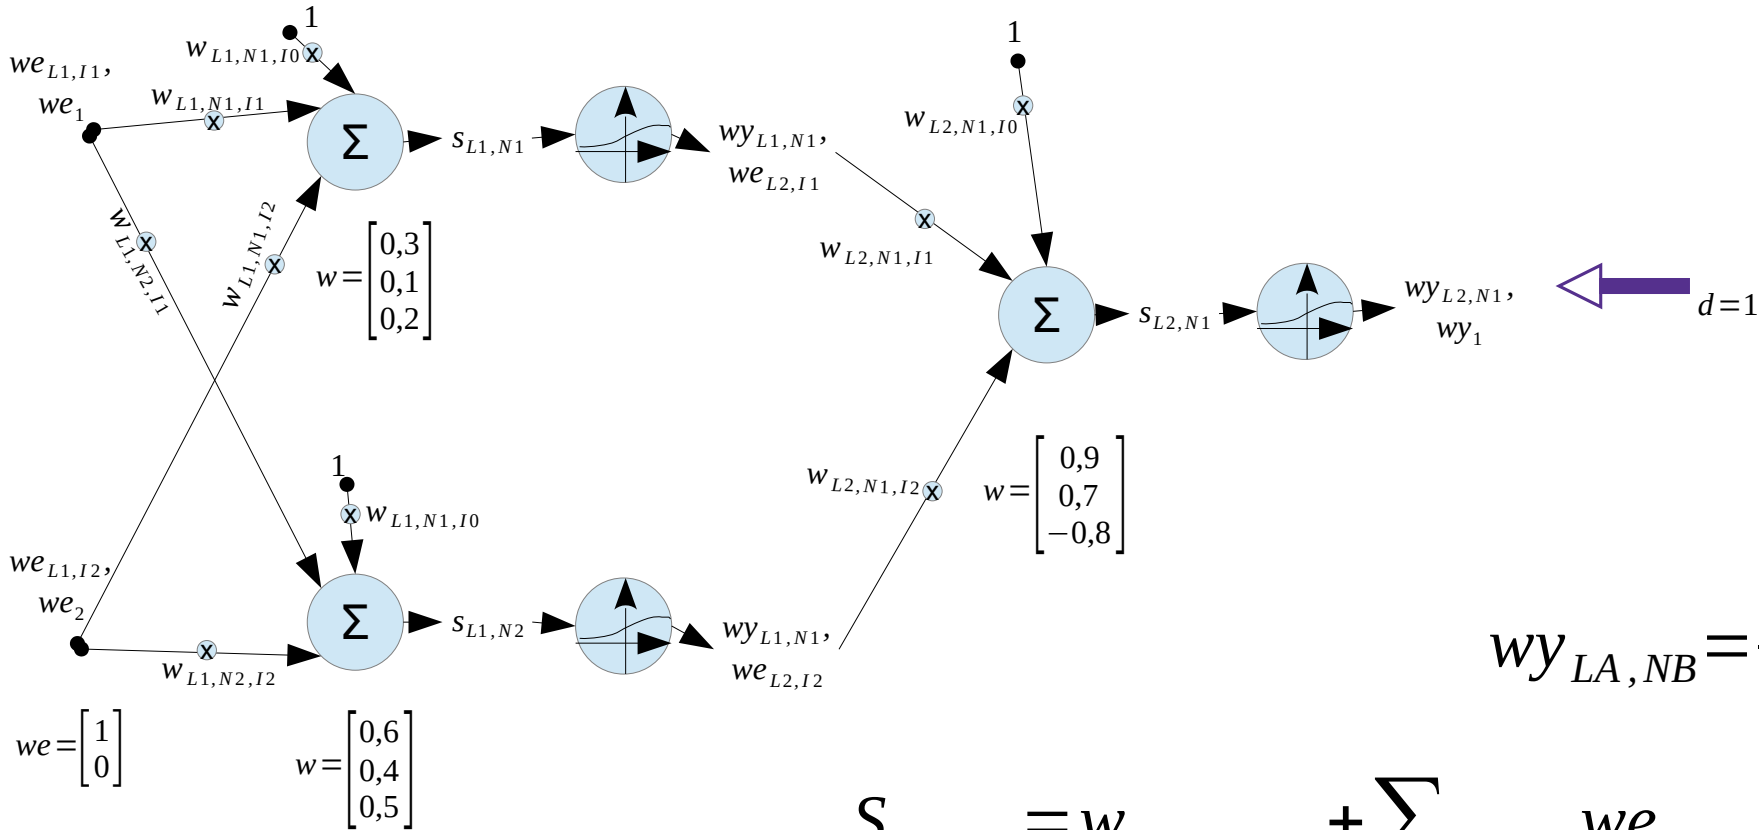 1
w L1,N1,I0
x
we L1,I1,
we 1
w L1,N1,I1
x
Σ
s L1,N1
wy L1,N1,
we L2,I1
1
w L2,N1,I0
x
w L1,N2,I1
x
w L1,N1,I2
x
w = [0,3
0,1
0,2]
x
w L2,N1,I1
Σ
s L2,N1
wy L2,N1,
wy 1
d=1
1
x
w L1,N1,I0
we L1,I2,
we 2
Σ
s L1,N2
wy L1,N1,
we L2,I2
x
w L1,N2,I2
w L2,N1,I2
x
w = [0,9
0,7
−0,8]
we = [1
0]
w = [0,6
0,4
0,5]
wy LA,NB =
S = w + Σ we